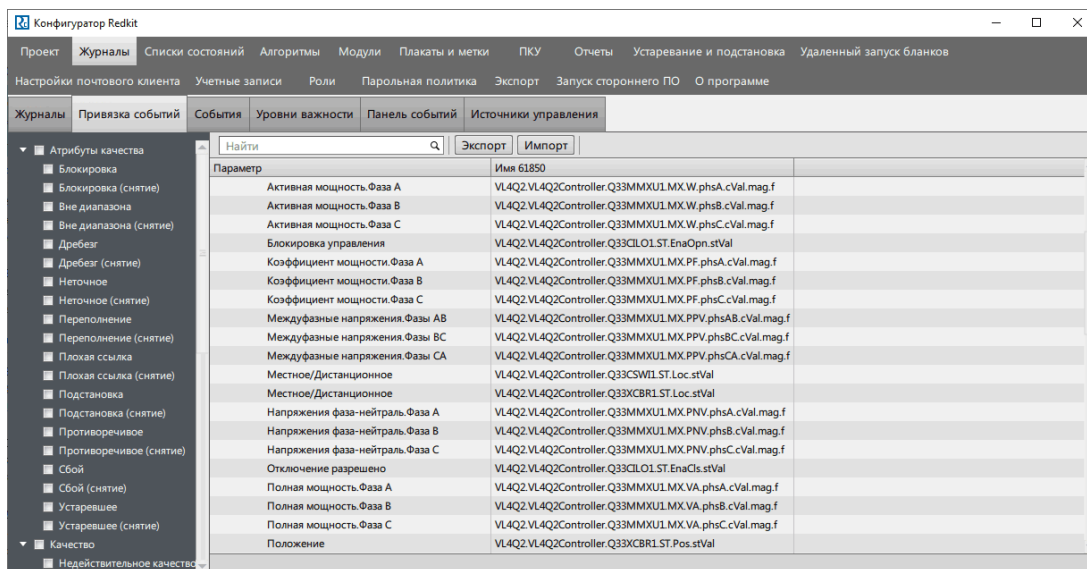 Конфигуратор Redkit
Проект Журналы Списки состояний Алгоритмы Модули Плакаты и метки ПКУ Отчеты Устаревание и подстановка Удаленный запуск бланков
Настройки почтового клиента Учетные записи Роли Парольная политика Экспорт Запуск стороннего ПО О программе
Журналы Привязка событий События Уровни важности Панель событий Источники управления
Найти Экспорт Импорт
Атрибуты качества
Блокировка
Блокировка (снятие)
Вне диапазона
Вне диапазона (снятие)
Дребезг
Дребезг (снятие)
Неточное
Неточное (снятие)
Переполнение
Переполнение (снятие)
Плохая ссылка
Плохая ссылка (снятие)
Подстановка
Подстановка (снятие)
Противоречивое
Противоречивое (снятие)
Сбой
Сбой (снятие)
Устаревшее
Устаревшее (снятие)
Качество
Недействительное качество
Параметр Имя 61850
Активная мощность.Фаза A VL4Q2.VL4Q2Controller.Q33MMXU1.MX.W.phsA.cVal.mag.f
Активная мощность.Фаза B VL4Q2.VL4Q2Controller.Q33MMXU1.MX.W.phsB.cVal.mag.f
Активная мощность.Фаза C VL4Q2.VL4Q2Controller.Q33MMXU1.MX.W.phsC.cVal.mag.f
Блокировка управления VL4Q2.VL4Q2Controller.Q33CILO1.ST.EnaOpn.stVal
Коэффициент мощности.Фаза A VL4Q2.VL4Q2Controller.Q33MMXU1.MX.PF.phsA.cVal.mag.f
Коэффициент мощности.Фаза B VL4Q2.VL4Q2Controller.Q33MMXU1.MX.PF.phsB.cVal.mag.f
Коэффициент мощности.Фаза C VL4Q2.VL4Q2Controller.Q33MMXU1.MX.PF.phsC.cVal.mag.f
Междуфазные напряжения.Фазы AB VL4Q2.VL4Q2Controller.Q33MMXU1.MX.PPV.phsAB.cVal.mag.f
Междуфазные напряжения.Фазы BC VL4Q2.VL4Q2Controller.Q33MMXU1.MX.PPV.phsBC.cVal.mag.f
Междуфазные напряжения.Фазы CA VL4Q2.VL4Q2Controller.Q33MMXU1.MX.PPV.phsCA.cVal.mag.f
Местное/Дистанционное VL4Q2.VL4Q2Controller.Q33CSWI1.ST.Loc.stVal
Местное/Дистанционное VL4Q2.VL4Q2Controller.Q33XCBR1.ST.Loc.stVal
Напряжения фаза-нейтраль.Фаза A VL4Q2.VL4Q2Controller.Q33MMXU1.MX.PNV.phsA.cVal.mag.f
Напряжения фаза-нейтраль.Фаза B VL4Q2.VL4Q2Controller.Q33MMXU1.MX.PNV.phsB.cVal.mag.f
Напряжения фаза-нейтраль.Фаза C VL4Q2.VL4Q2Controller.Q33MMXU1.MX.PNV.phsC.cVal.mag.f
Отключение разрешено VL4Q2.VL4Q2Controller.Q33CILO1.ST.EnaCls.stVal
Полная мощность.Фаза A VL4Q2.VL4Q2Controller.Q33MMXU1.MX.VA.phsA.cVal.mag.f
Полная мощность.Фаза B VL4Q2.VL4Q2Controller.Q33MMXU1.MX.VA.phsB.cVal.mag.f
Полная мощность.Фаза C VL4Q2.VL4Q2Controller.Q33MMXU1.MX.VA.phsC.cVal.mag.f
Положение VL4Q2.VL4Q2Controller.Q33XCBR1.ST.Pos.stVal